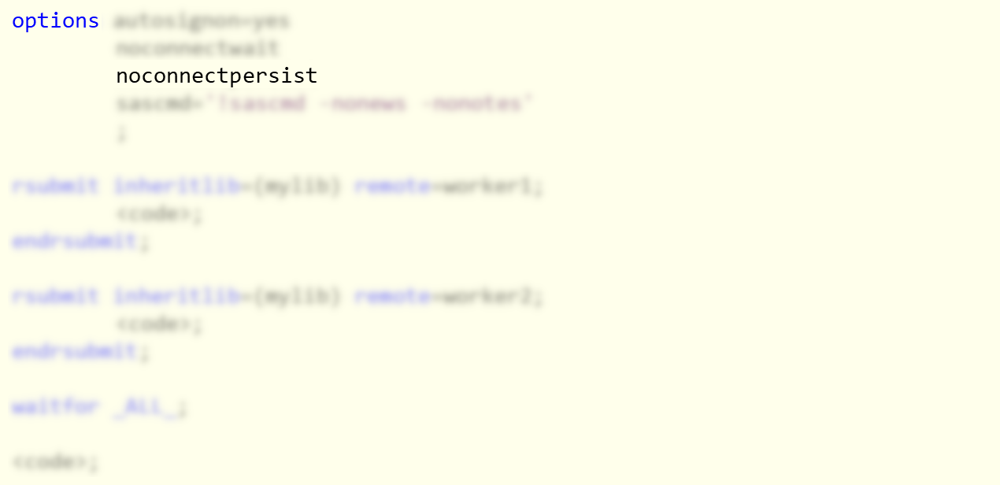 options autosignon=yes
noconnectwait
noconnectpersist
sascmd='!sascmd -nonews -nonotes'
;
rsubmit inheritlib=(mylib) remote=worker1;
<code>;
endrsubmit;
rsubmit inheritlib=(mylib) remote=worker2;
<code>;
endrsubmit;
waitfor _ALL_;
<code>;